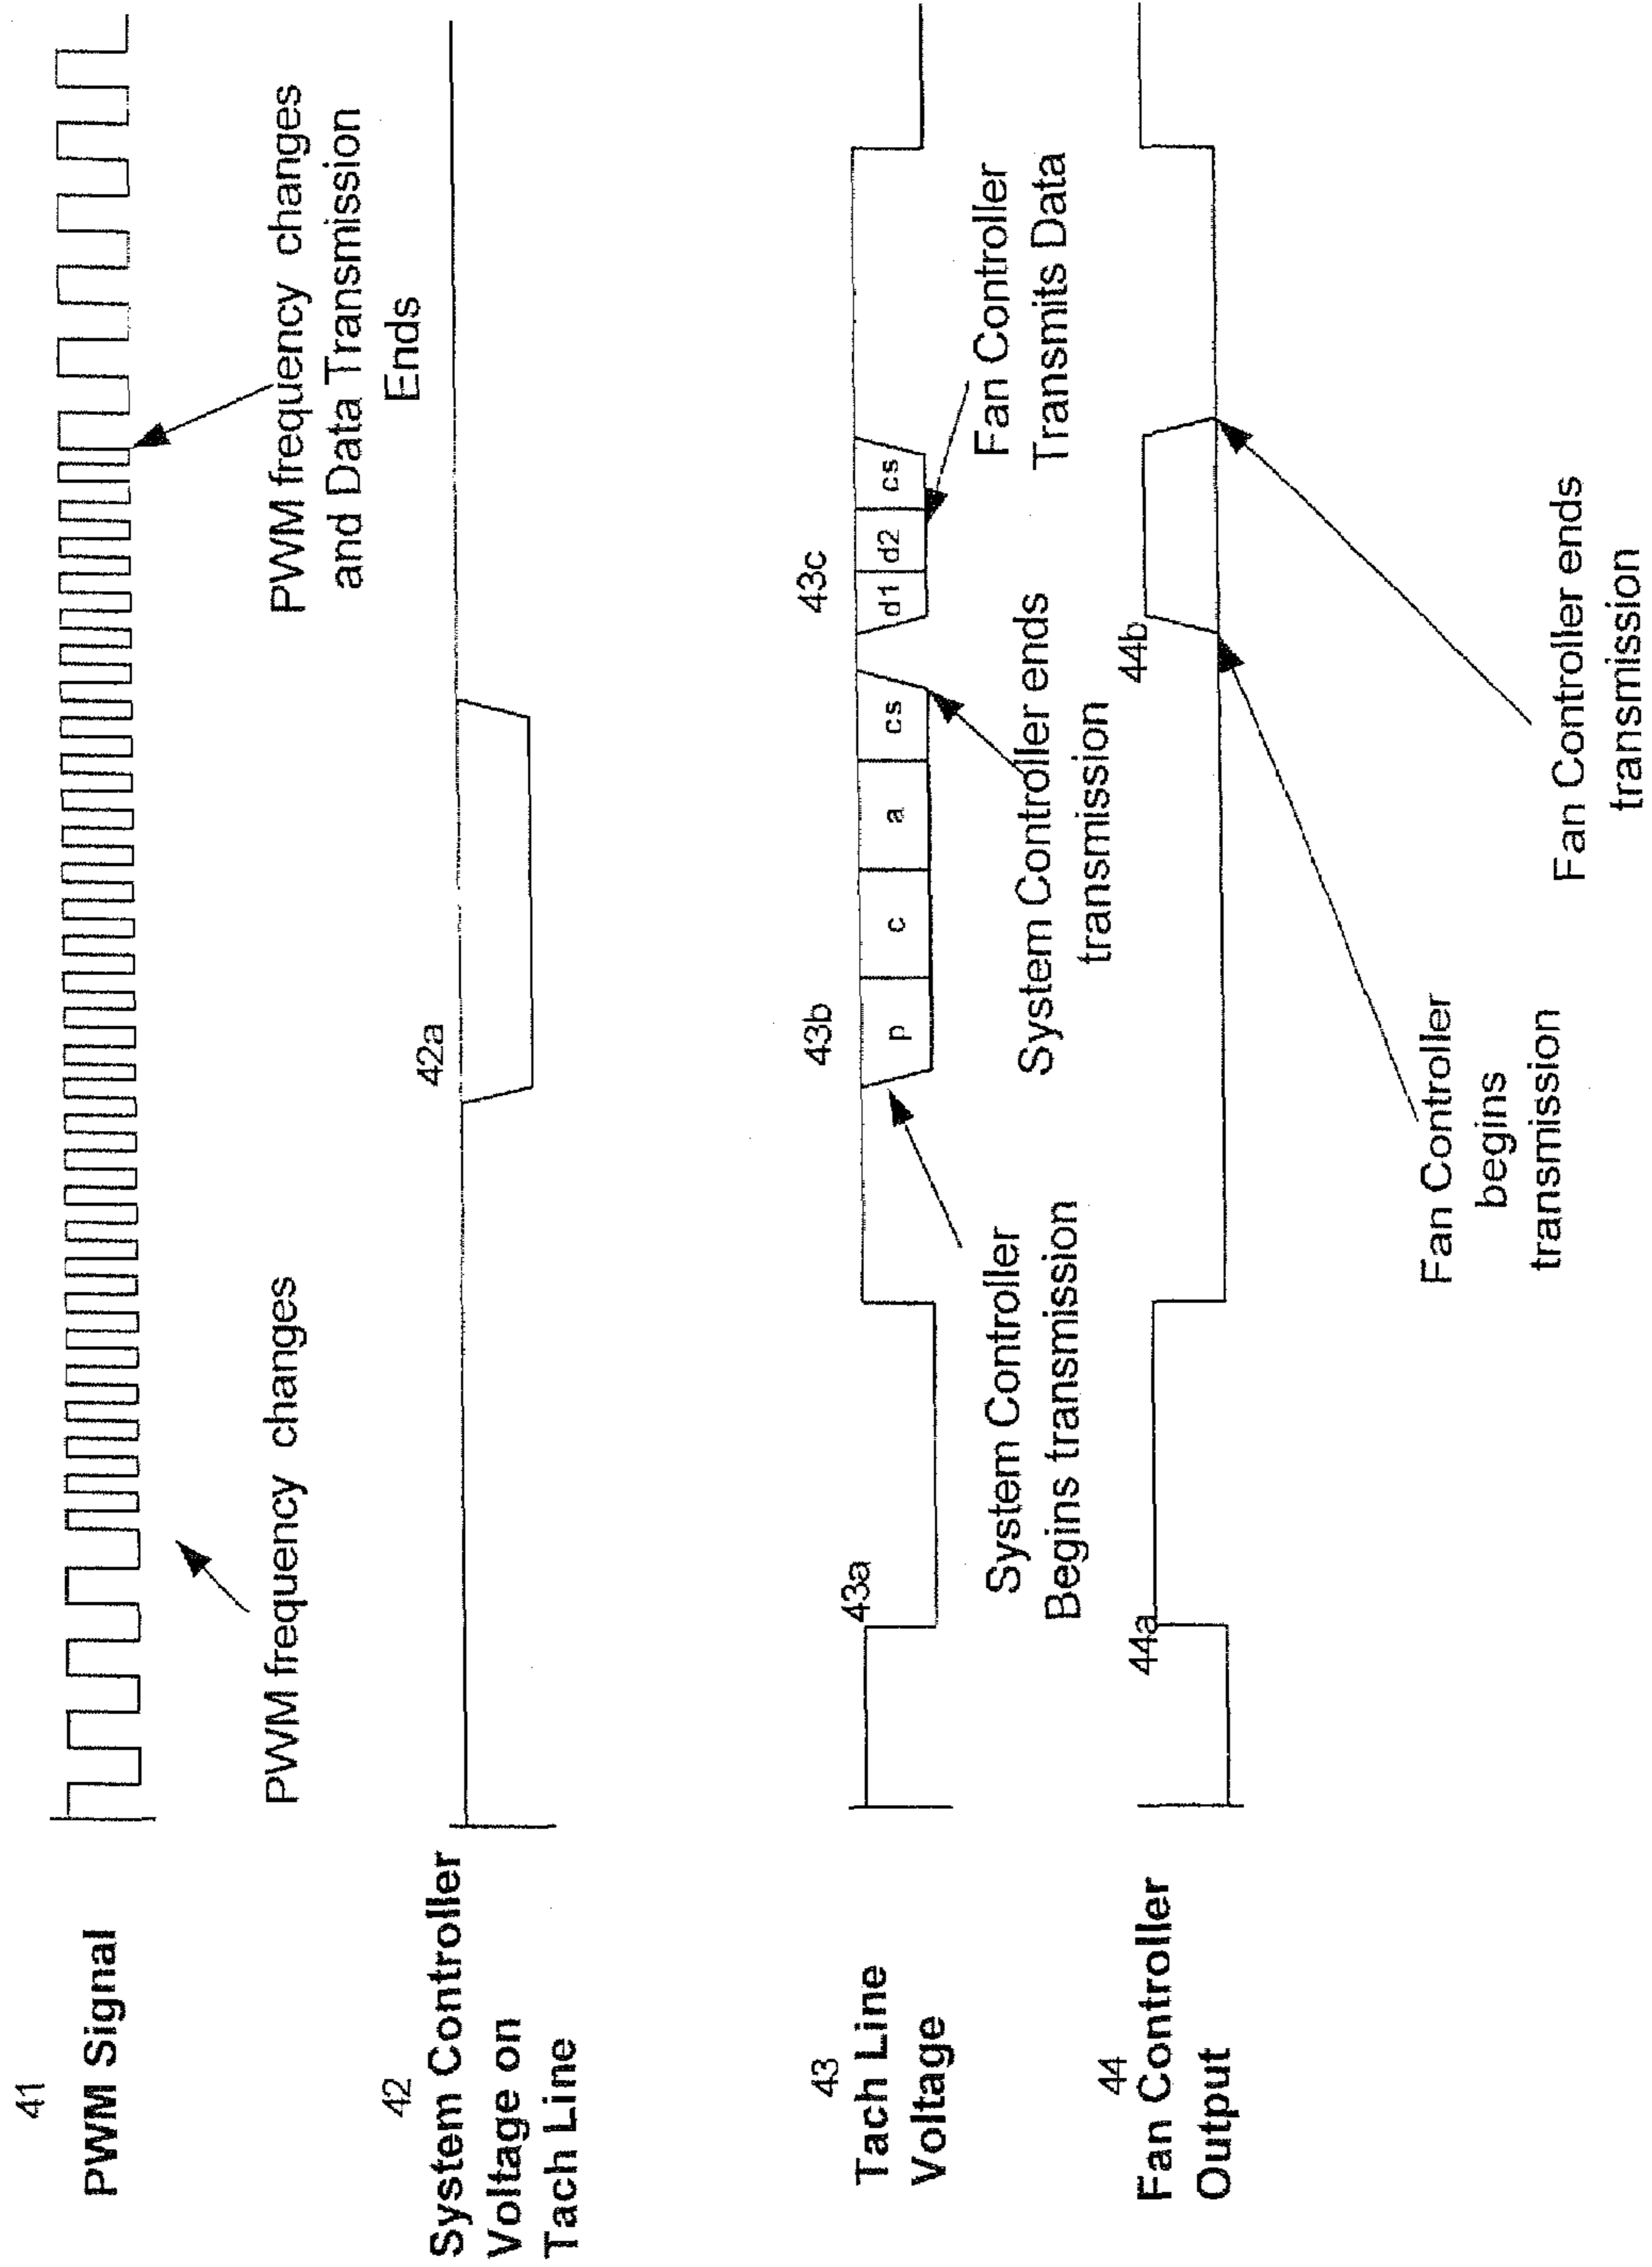 41
PWM Signal
PWM frequency changes
PWM frequency changes
and Data Transmission
Ends
42
System Controller
Voltage on
Tach Line
42a
43
Tach Line
Voltage
43a
43b
43c
p
c
a
cs
d1
d2
cs
System Controller
Begins transmission
System Controller ends
transmission
Fan Controller
Transmits Data
44
Fan Controller
Output
44a
44b
Fan Controller
begins
transmission
Fan Controller ends
transmission